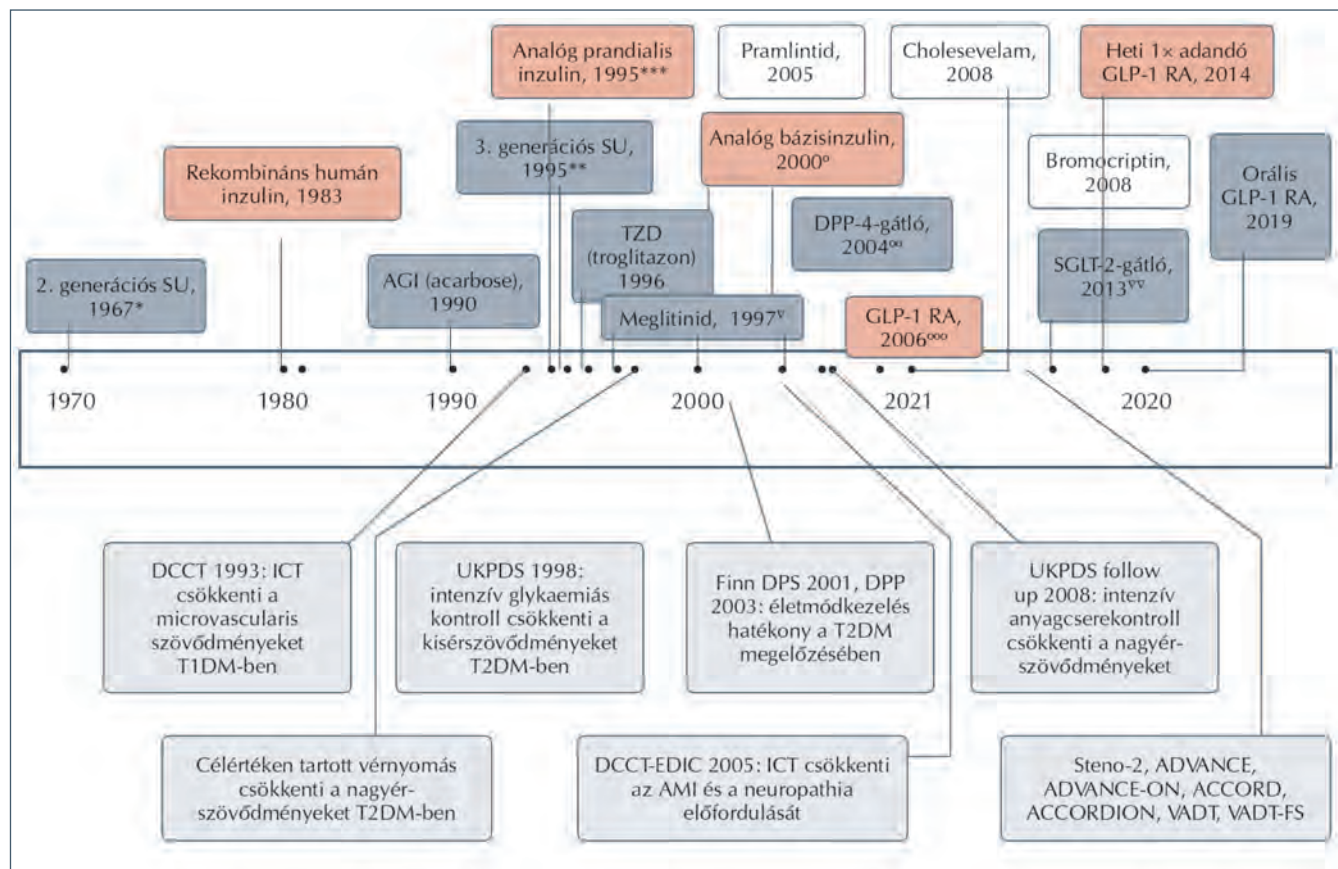 Analóg prandialis
inzulin, 1995***
Pramlintid,
2005
Cholesevelam,
2008
Heti 1× adandó
GLP-1 RA, 2014
Rekombináns humán
inzulin, 1983
3. generációs SU,
1995**
Analóg bázisinzulin,
2000º
Bromocriptin,
2008
Orális
GLP-1 RA,
2019
2. generációs SU,
1967*
AGI (acarbose),
1990
TZD
(troglitazon)
1996
Meglitinid, 1997∇
DPP-4-gátló,
2004ºº
GLP-1 RA,
2006ººº
SGLT-2-gátló,
2013∇∇
1970 1980 1990 2000 2021 2020
DCCT 1993: ICT
csökkenti a
microvascularis
szövődményeket
T1DM-ben
UKPDS 1998:
intenzív glykaemiás
kontroll csökkenti a
kisérszövődményeket
T2DM-ben
Finn DPS 2001, DPP
2003: életmódkezelés
hatékony a T2DM
megelőzésében
UKPDS follow
up 2008: intenzív
anyagcserekontroll
csökkenti a nagyér-
szövődményeket
Célértéken tartott vérnyomás
csökkenti a nagyér-
szövődményeket T2DM-ben
DCCT-EDIC 2005: ICT csökkenti
az AMI és a neuropathia
előfordulását
Steno-2, ADVANCE,
ADVANCE-ON, ACCORD,
ACCORDION, VADT, VADT-FS